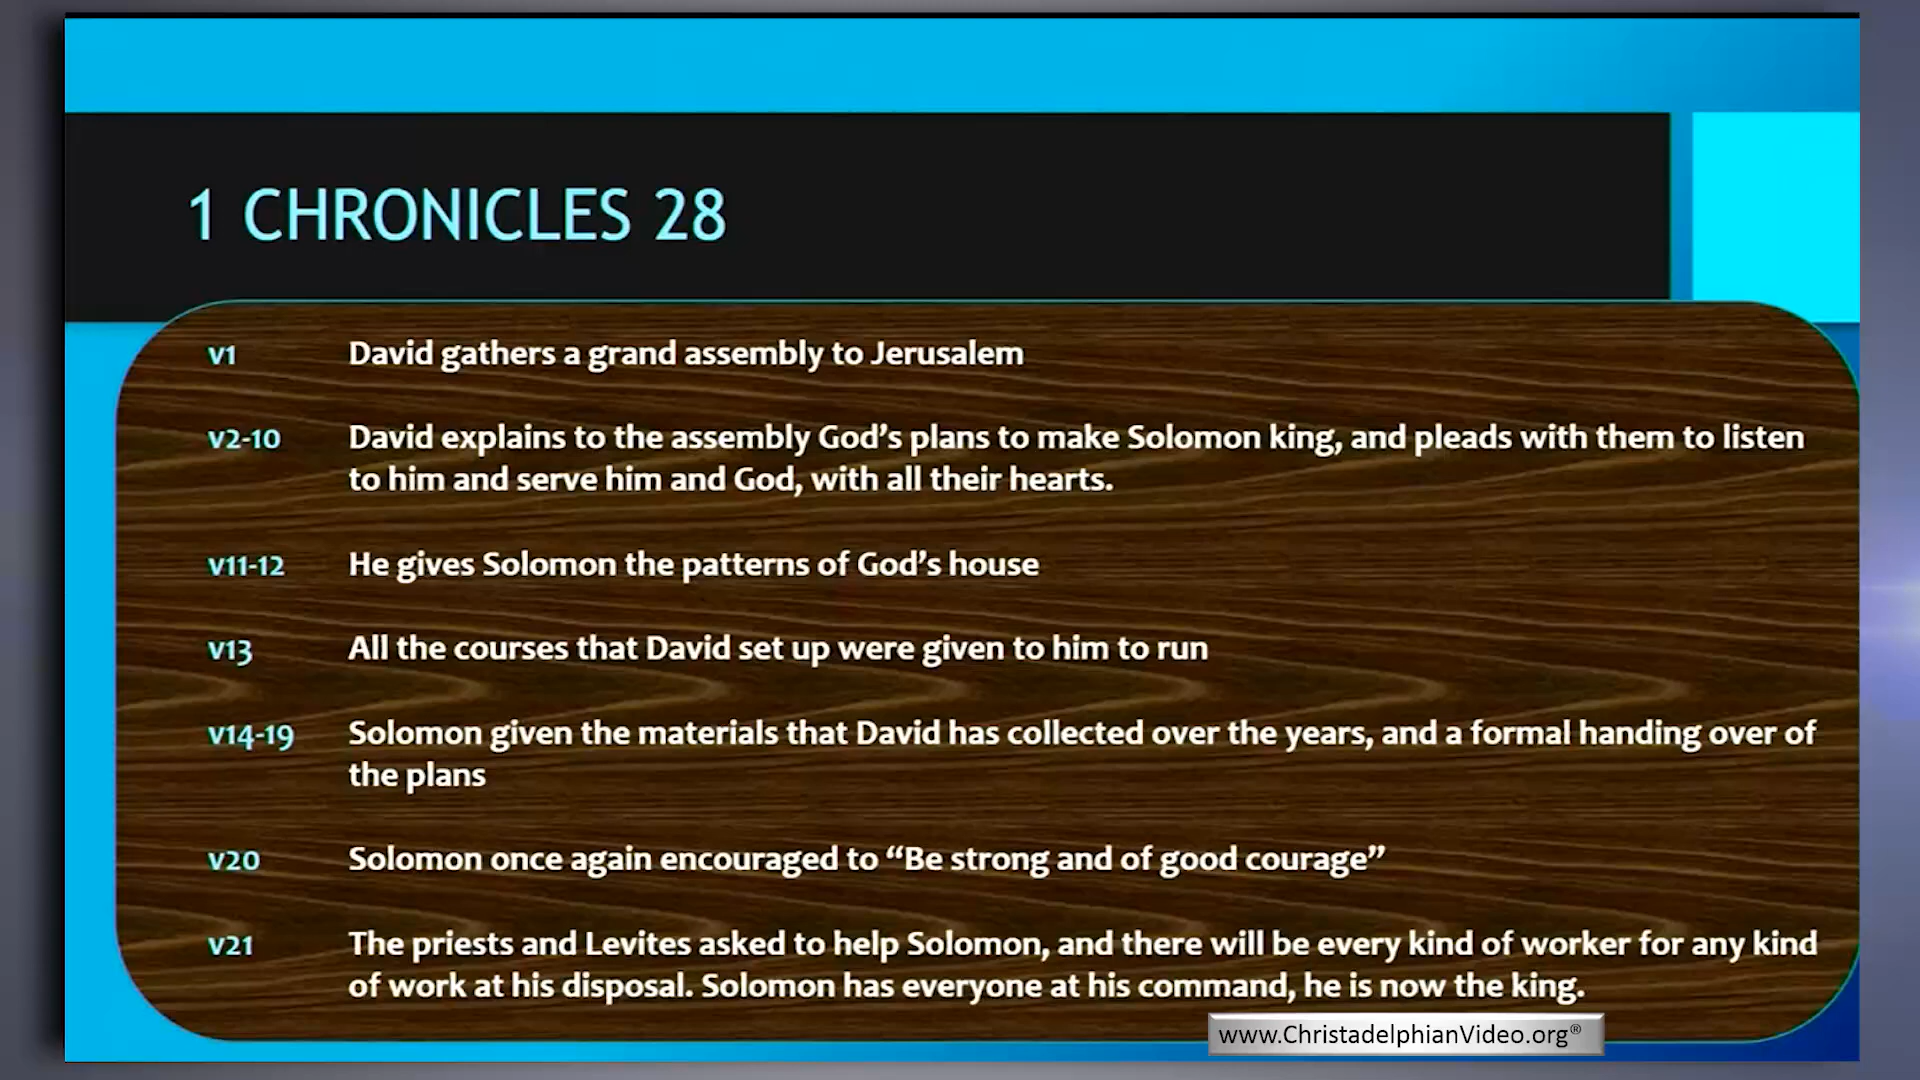 1 CHRONICLES 28
v1 David gathers a grand assembly to Jerusalem
v2-10 David explains to the assembly God’s plans to make Solomon king, and pleads with them to listen
to him and serve him and God, with all their hearts.
v11-12 He gives Solomon the patterns of God’s house
v13 All the courses that David set up were given to him to run
v14-19 Solomon given the materials that David has collected over the years, and a formal handing over of
the plans
v20 Solomon once again encouraged to “Be strong and of good courage”
v21 The priests and Levites asked to help Solomon, and there will be every kind of worker for any kind
of work at his disposal. Solomon has everyone at his command, he is now the king.
www.ChristadelphianVideo.org®